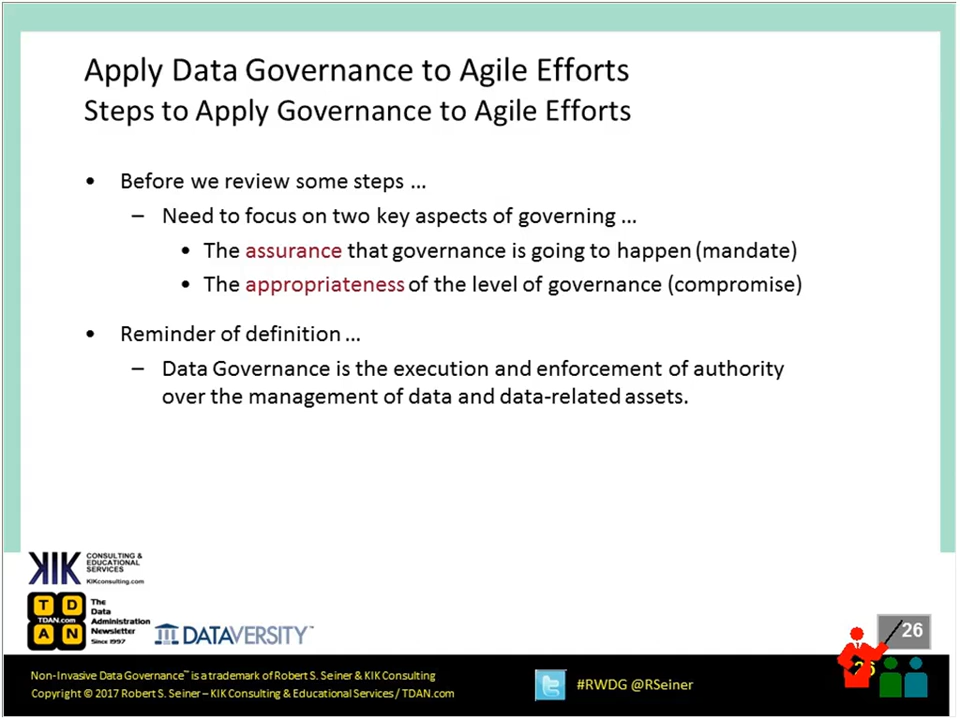 Apply Data Governance to Agile Efforts
Steps to Apply Governance to Agile Efforts
• Before we review some steps ...
– Need to focus on two key aspects of governing ...
• The assurance that governance is going to happen (mandate)
• The appropriateness of the level of governance (compromise)
• Reminder of definition ...
– Data Governance is the execution and enforcement of authority
over the management of data and data-related assets.
KIK
CONSULTING &
EDUCATIONAL
SERVICES
KIKconsulting.com
T D
TDAN.com
A N
The
Data
Administration
Newsletter
Since 1997
DATAVERSITY™
26
26
Non-Invasive Data Governance™ is a trademark of Robert S. Seiner & KIK Consulting
Copyright © 2017 Robert S. Seiner – KIK Consulting & Educational Services / TDAN.com
#RWDG @RSeiner